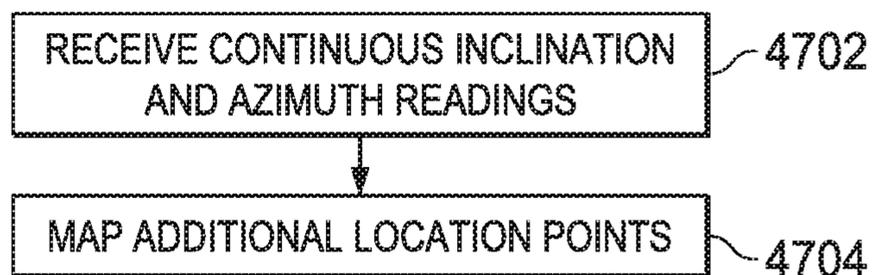 RECEIVE CONTINUOUS INCLINATION
AND AZIMUTH READINGS
4702
MAP ADDITIONAL LOCATION POINTS
4704